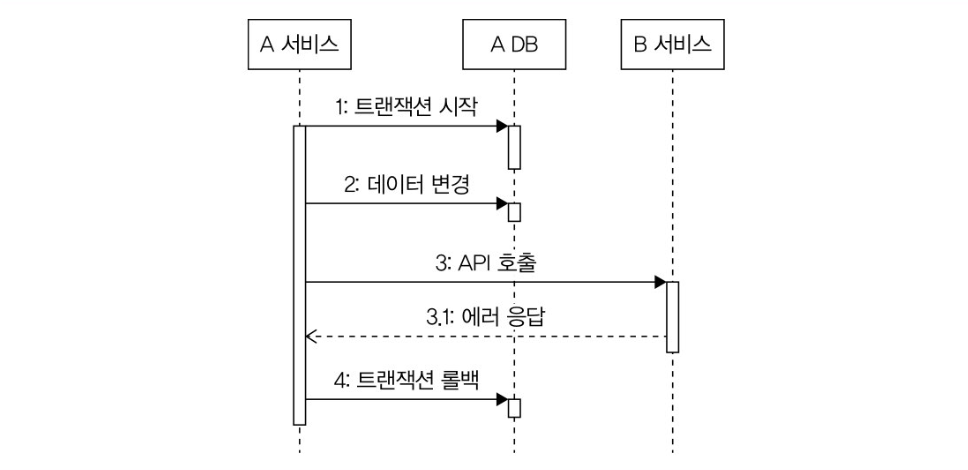 A 서비스
A DB
B 서비스
1: 트랜잭션 시작
2: 데이터 변경
3: API 호출
3.1: 에러 응답
4: 트랜잭션 롤백